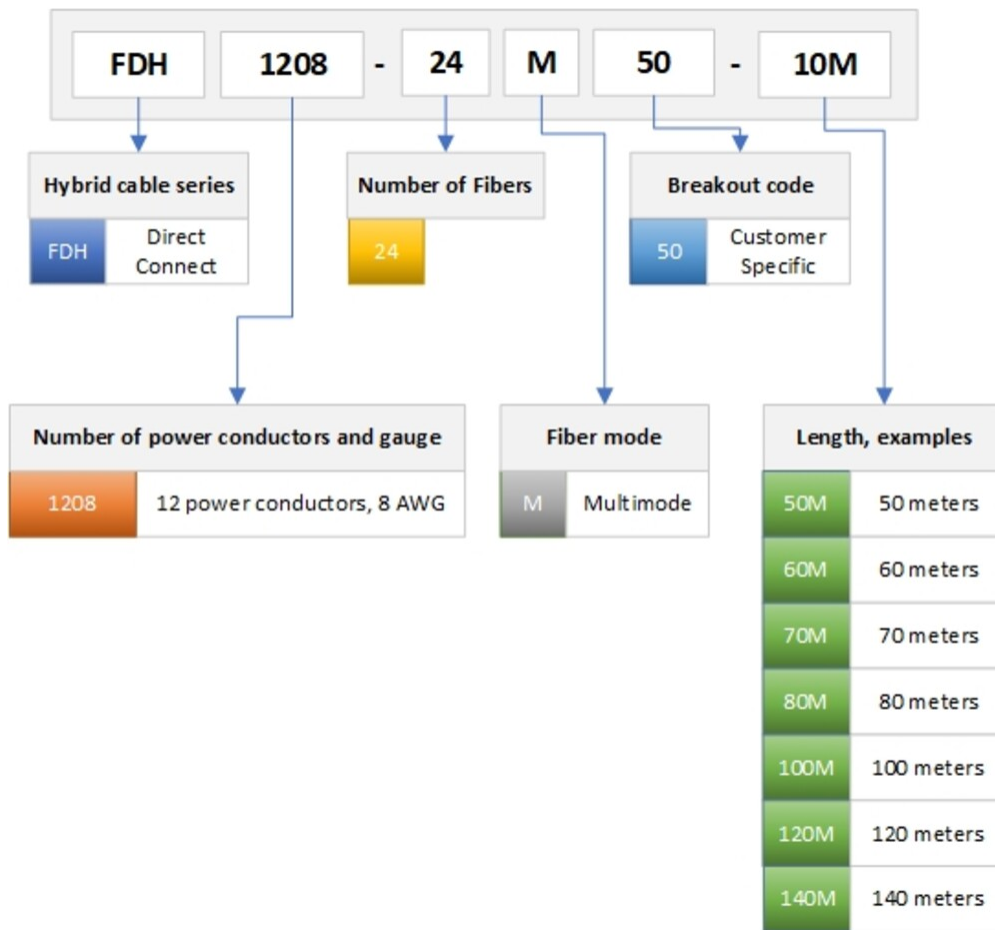 FDH 1208 - 24 M 50 - 10M
Hybrid cable series
FDH Direct
Connect
Number of Fibers
24
Breakout code
50 Customer
Specific
Number of power conductors and gauge
1208 12 power conductors, 8 AWG
Fiber mode
M Multimode
Length, examples
50M 50 meters
60M 60 meters
70M 70 meters
80M 80 meters
100M 100 meters
120M 120 meters
140M 140 meters